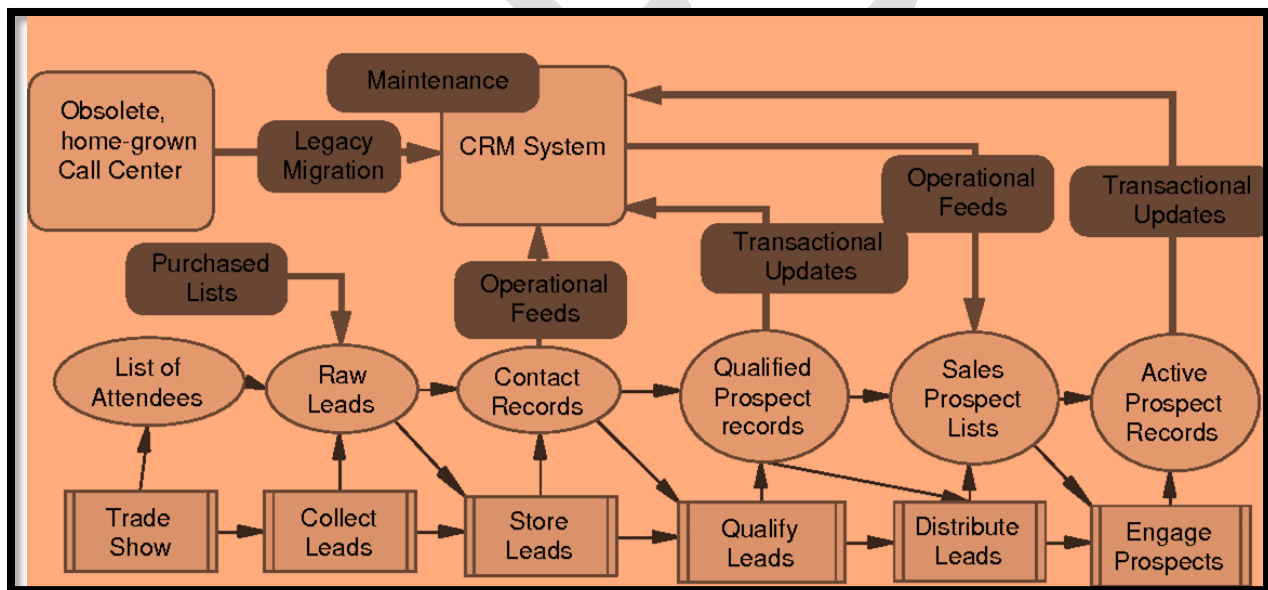 Maintenance
Obsolete,
home-grown
Call Center
Legacy
Migration
CRM System
Operational
Feeds
Transactional
Updates
Purchased
Lists
Operational
Feeds
Transactional
Updates
List of
Attendees
Raw
Leads
Contact
Records
Qualified
Prospect
records
Sales
Prospect
Lists
Active
Prospect
Records
Trade
Show
Collect
Leads
Store
Leads
Qualify
Leads
Distribute
Leads
Engage
Prospects